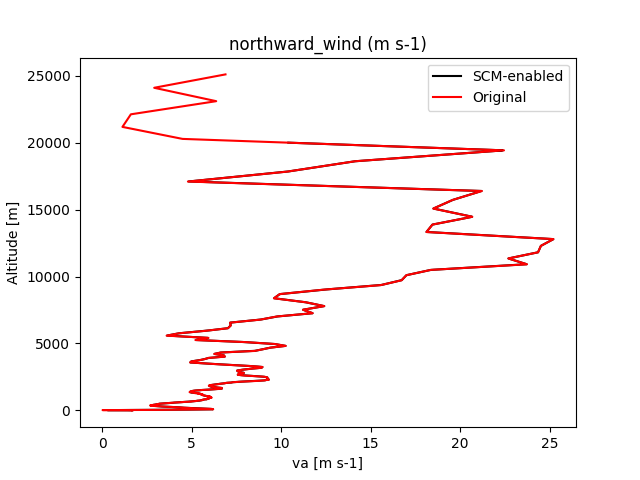 northward_wind (m s-1)
SCM-enabled
Original
Altitude [m]
25000
20000
15000
10000
5000
0
0 5 10 15 20 25
va [m s-1]